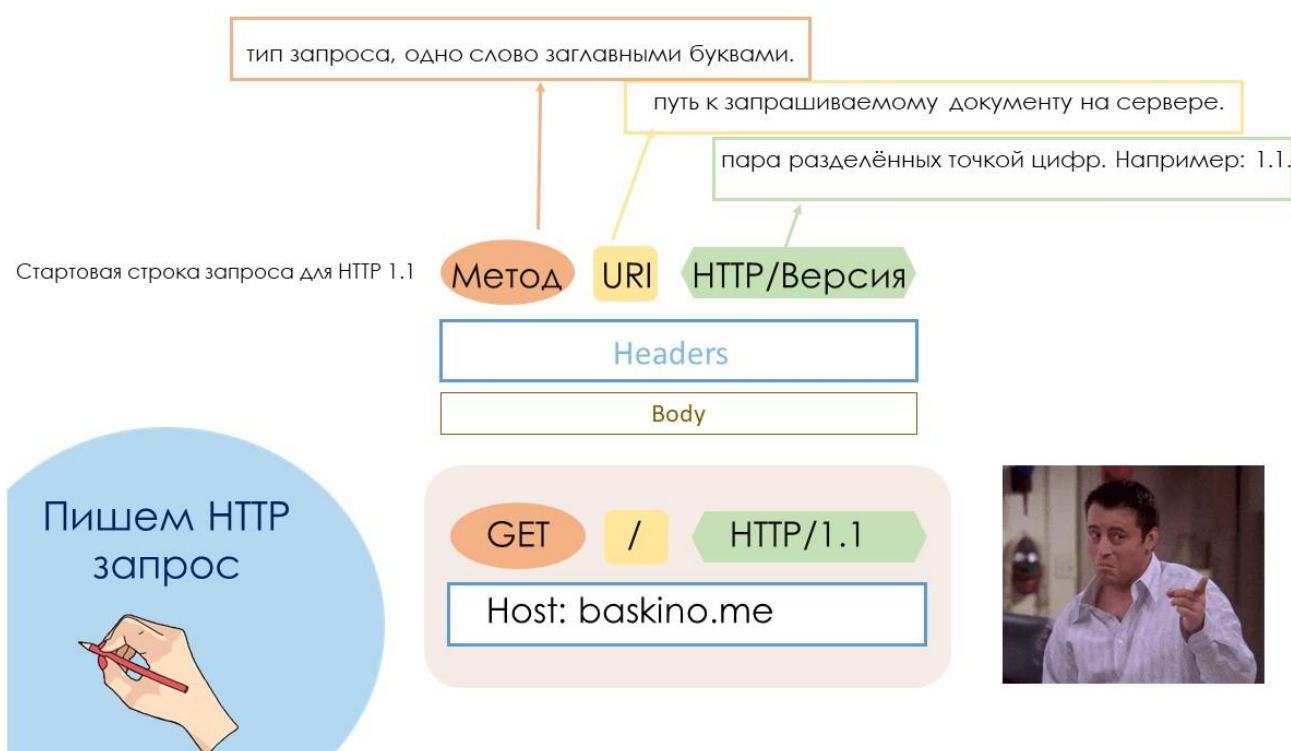 тип запроса, одно слово заглавными буквами.
путь к запрашиваемому документу на сервере.
пара разделённых точкой цифр. Например: 1.1.
Стартовая строка запроса для HTTP 1.1
Метод URI HTTP/Версия
Headers
Body
Пишем HTTP
запрос
GET / HTTP/1.1
Host: baskino.me